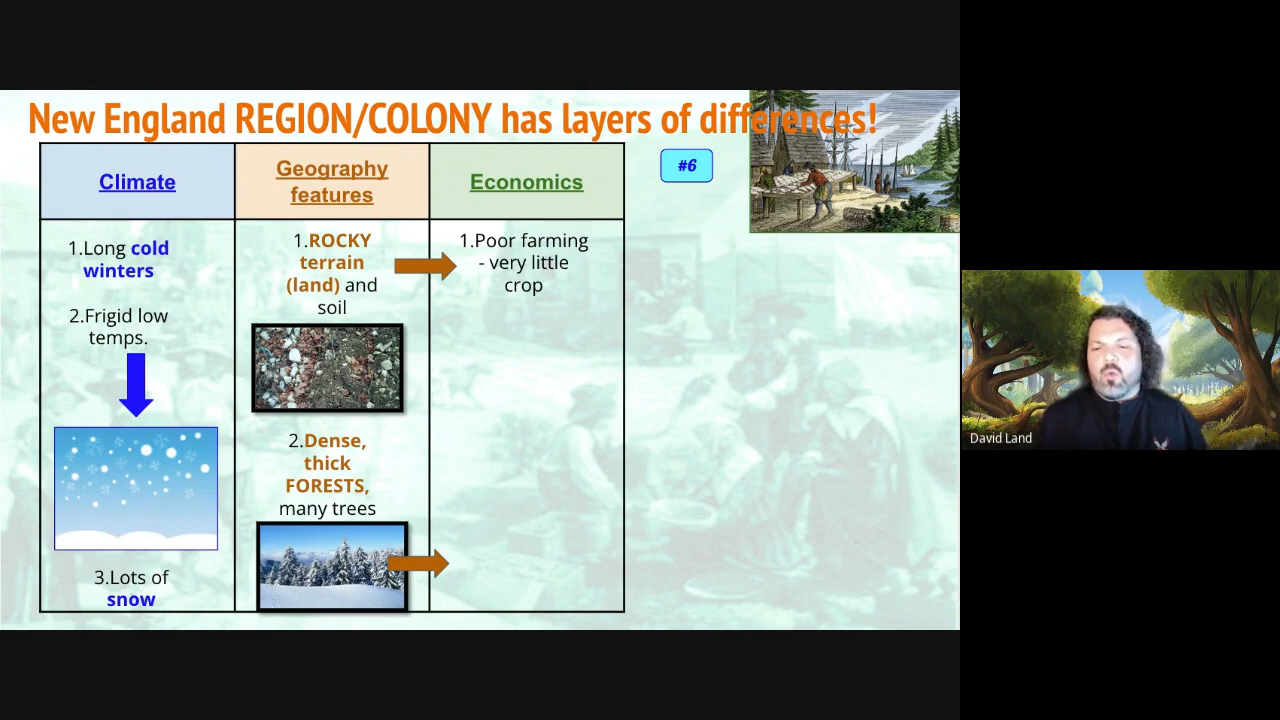 New England REGION/COLONY has layers of differences!
#6
Climate
Geography
features
Economics
1.Long cold
winters
2.Frigid low
temps.
3.Lots of
snow
1.ROCKY
terrain
(land) and
soil
2.Dense,
thick
FORESTS,
many trees
1.Poor farming
- very little
crop
David Land